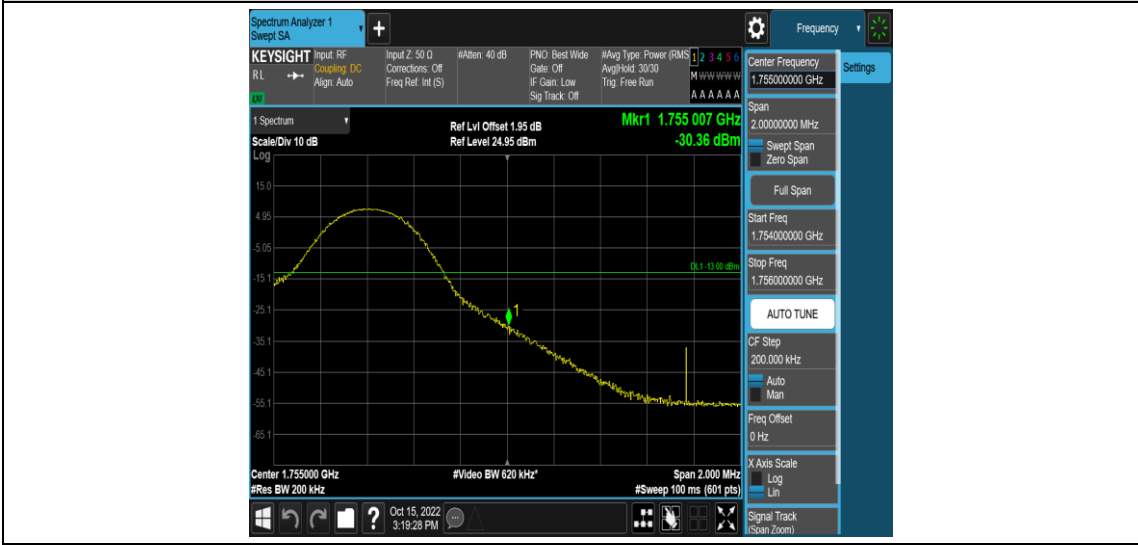 Spectrum Analyzer 1
Swept SA
+
Frequency
KEYSIGHT
RL
Input: RF
Coupling: DC
Align: Auto
Input Z: 50 Ω
Corrections: Off
Freq Ref: Int (S)
#Atten: 40 dB
PNO: Best Wide
Gate: Off
IF Gain: Low
Sig Track: Off
#Avg Type: Power (RMS
Avg|Hold: 30/30
Trig: Free Run
1 2 3 4 5 6
M W W W W W
A A A A A A
1 Spectrum
Scale/Div 10 dB
Log
Ref Lvl Offset 1.95 dB
Ref Level 24.95 dBm
Mkr1 1.755 007 GHz
-30.36 dBm
15.0
4.95
-5.05
-15.1
-25.1
-35.1
-45.1
-55.1
-65.1
DL1 -13.00 dBm
1
Center 1.755000 GHz
#Res BW 200 kHz
#Video BW 620 kHz*
Span 2.000 MHz
#Sweep 100 ms (601 pts)
Oct 15, 2022
3:19:28 PM
?
Center Frequency
1.755000000 GHz
Settings
Span
2.00000000 MHz
Swept Span
Zero Span
Full Span
Start Freq
1.754000000 GHz
Stop Freq
1.756000000 GHz
AUTO TUNE
CF Step
200.000 kHz
Auto
Man
Freq Offset
0 Hz
X Axis Scale
Log
Lin
Signal Track
(Span Zoom)